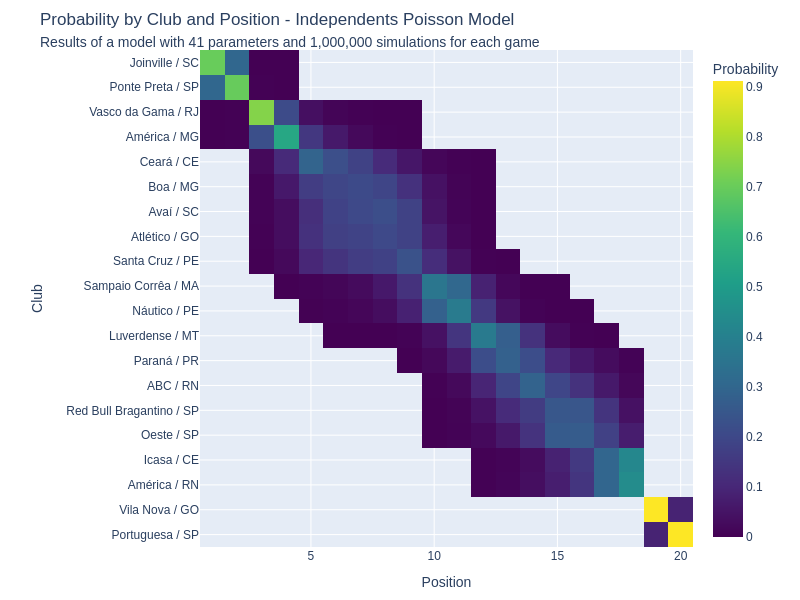 Probability by Club and Position - Independents Poisson Model
Results of a model with 41 parameters and 1,000,000 simulations for each game
Probability
Joinville / SC
Ponte Preta / SP
Vasco da Gama / RJ
América / MG
Ceará / CE
Boa / MG
Avaí / SC
Atlético / GO
Santa Cruz / PE
Sampaio Corrêa / MA
Náutico / PE
Luverdense / MT
Paraná / PR
ABC / RN
Red Bull Bragantino / SP
Oeste / SP
Icasa / CE
América / RN
Vila Nova / GO
Portuguesa / SP
Club
5
10
15
20
Position
0.9
0.8
0.7
0.6
0.5
0.4
0.3
0.2
0.1
0